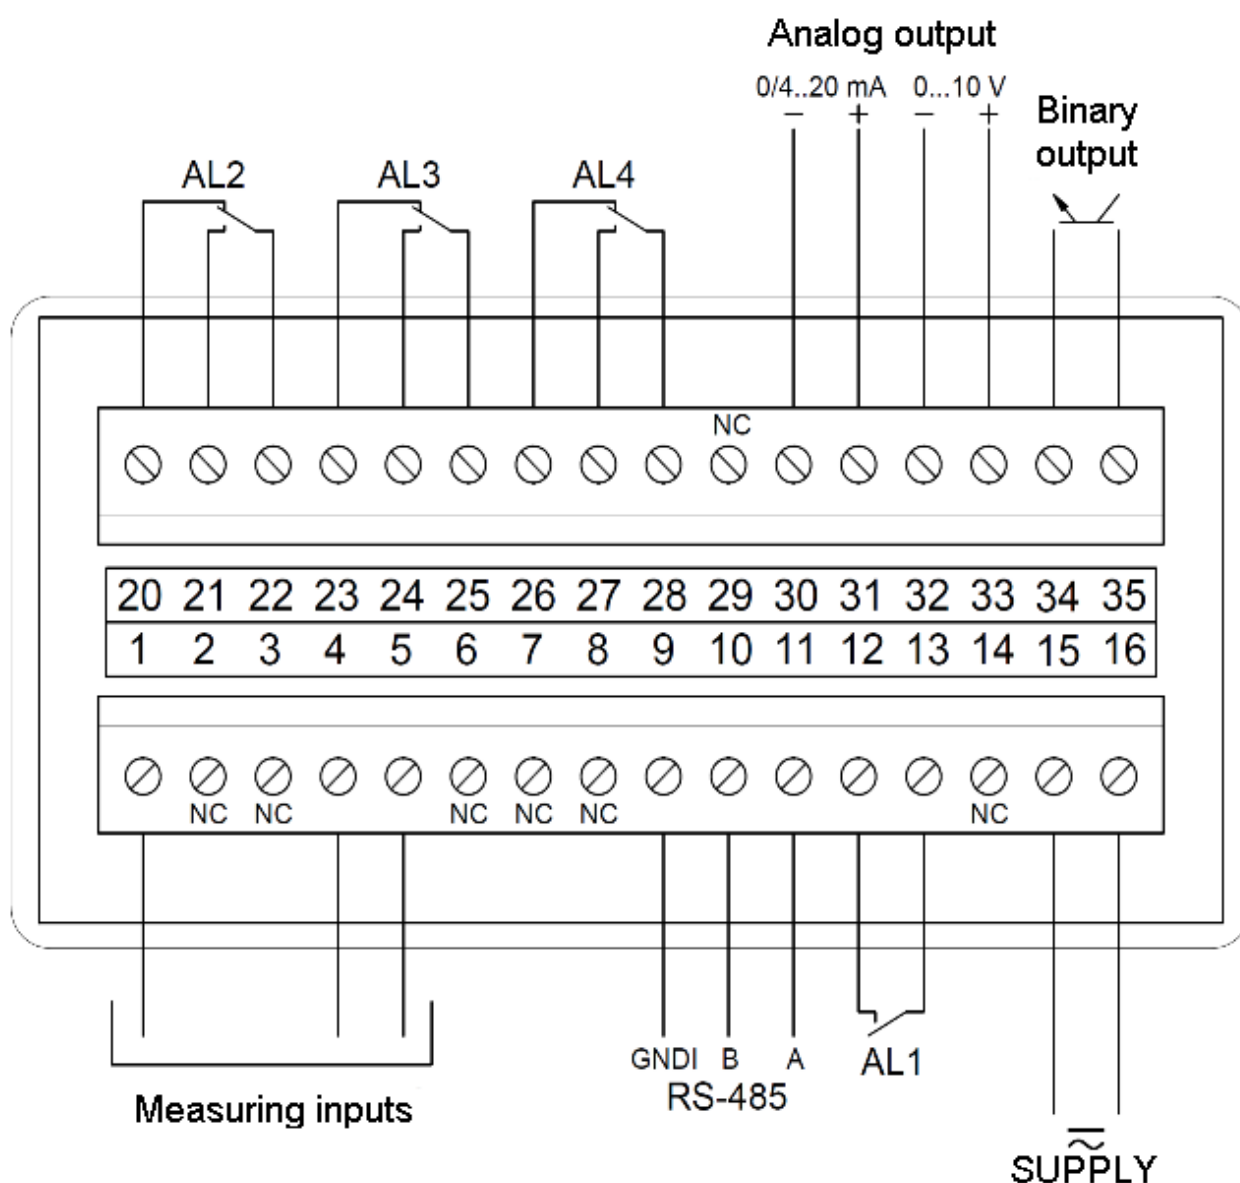 Analog output
0/4..20 mA 0...10 V
− + − +
Binary
output
AL2 AL3 AL4
NC
20 21 22 23 24 25 26 27 28 29 30 31 32 33 34 35
1 2 3 4 5 6 7 8 9 10 11 12 13 14 15 16
NC NC NC NC NC NC
GNDI B A AL1
RS-485
Measuring inputs
SUPPLY